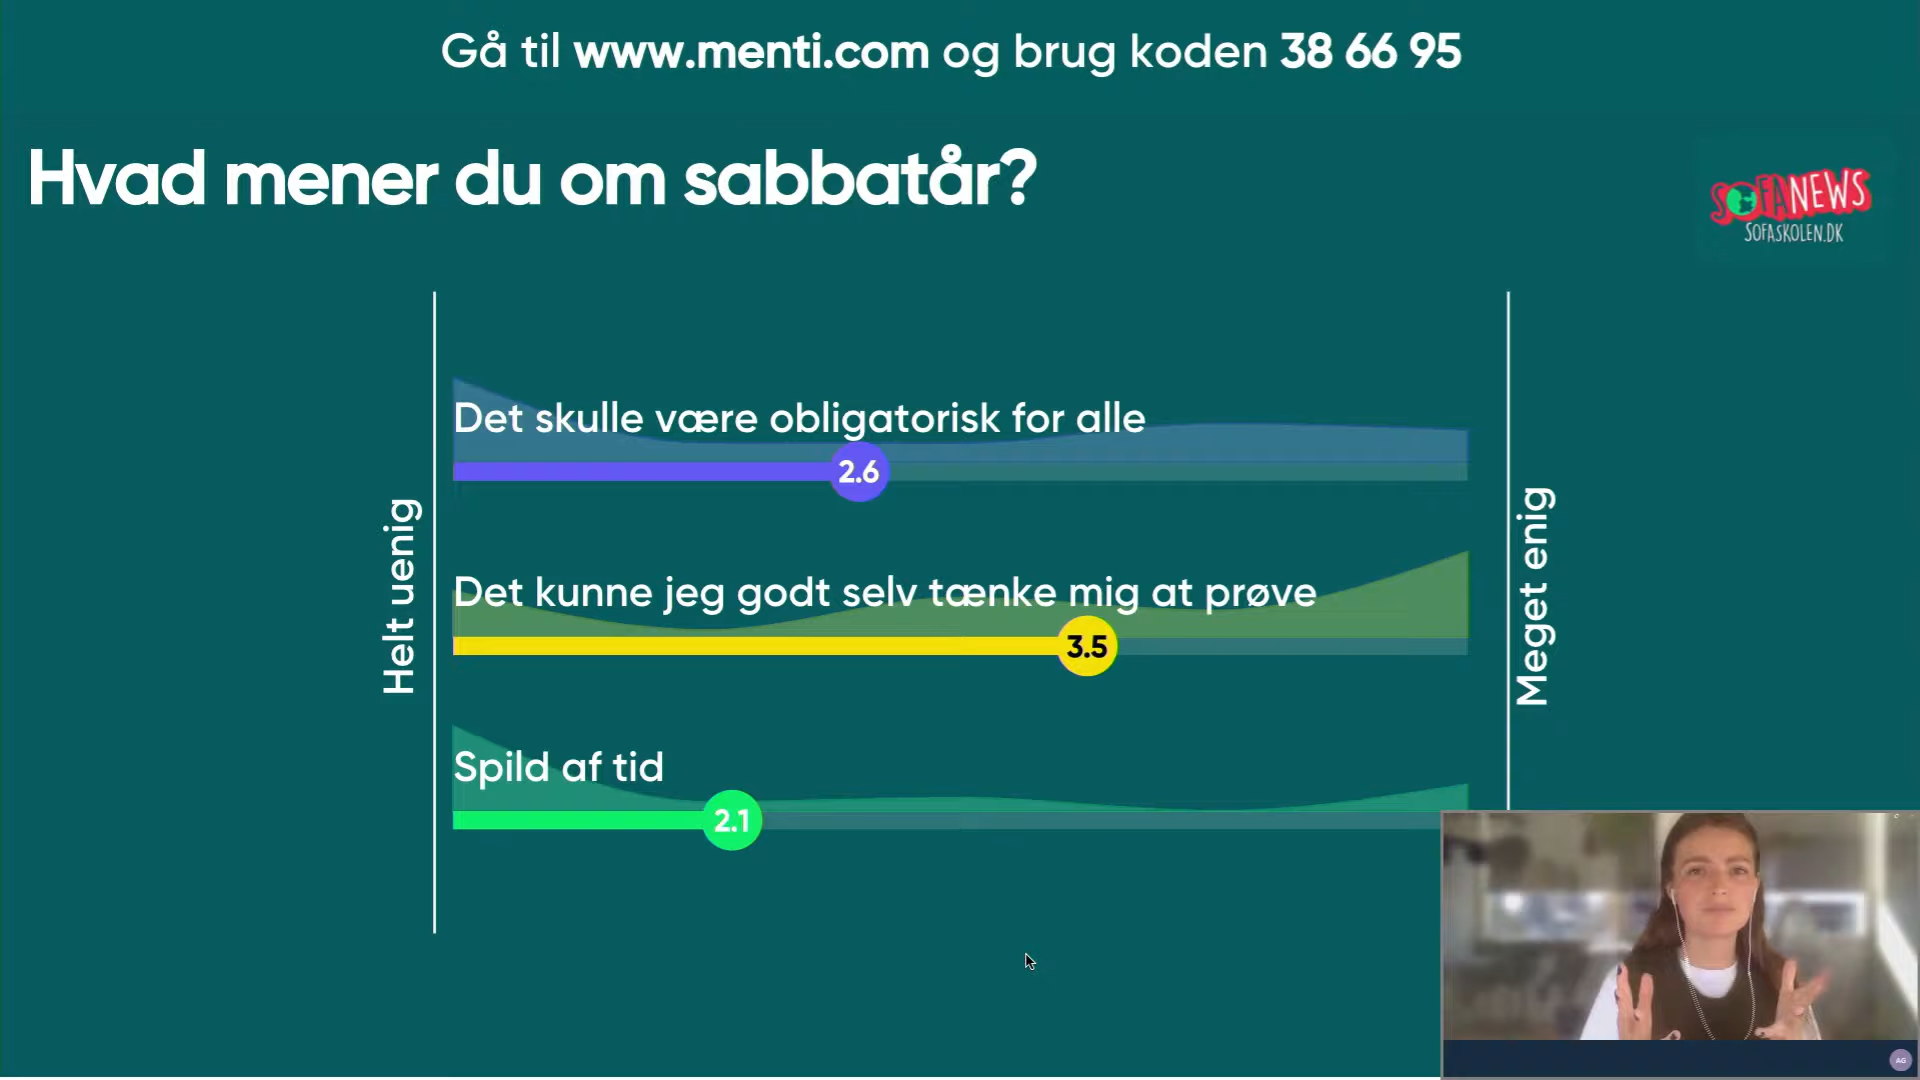 Gå til www.menti.com og brug koden 38 66 95
Hvad mener du om sabbatår?
SOFANEWS
SOFASKOLEN.DK
Helt uenig
Det skulle være obligatorisk for alle
2.6
Det kunne jeg godt selv tænke mig at prøve
3.5
Spild af tid
2.1
Meget enig
AG